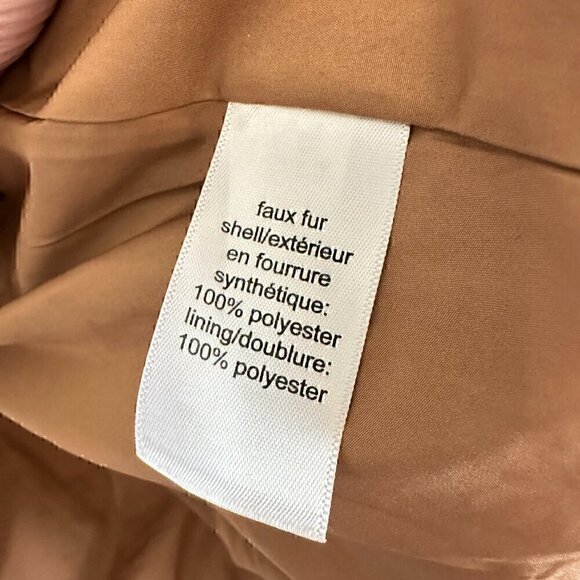 faux fur
shell/extérieur
en fourrure
synthétique:
100% polyester
lining/doublure:
100% polyester